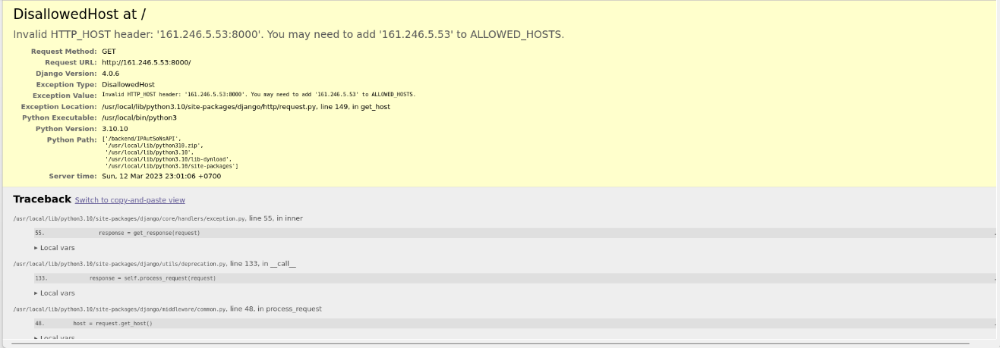 DisallowedHost at /
Invalid HTTP_HOST header: '161.246.5.53:8000'. You may need to add '161.246.5.53' to ALLOWED_HOSTS.
Request Method: GET
Request URL: http://161.246.5.53:8000/
Django Version: 4.0.6
Exception Type: DisallowedHost
Exception Value: Invalid HTTP_HOST header: '161.246.5.53:8000'. You may need to add '161.246.5.53' to ALLOWED_HOSTS.
Exception Location: /usr/local/lib/python3.10/site-packages/django/http/request.py, line 149, in get_host
Python Executable: /usr/local/bin/python3
Python Version: 3.10.10
Python Path: ['/backend/IPAutSoNsAPI',
'/usr/local/lib/python310.zip',
'/usr/local/lib/python3.10',
'/usr/local/lib/python3.10/lib-dynload',
'/usr/local/lib/python3.10/site-packages']
Server time: Sun, 12 Mar 2023 23:01:06 +0700
Traceback Switch to copy-and-paste view
/usr/local/lib/python3.10/site-packages/django/core/handlers/exception.py, line 55, in inner
55. response = get_response(request)
▶ Local vars
/usr/local/lib/python3.10/site-packages/django/utils/deprecation.py, line 133, in __call__
133. response = self.process_request(request)
▶ Local vars
/usr/local/lib/python3.10/site-packages/django/middleware/common.py, line 48, in process_request
48. host = request.get_host()
▶ Local vars